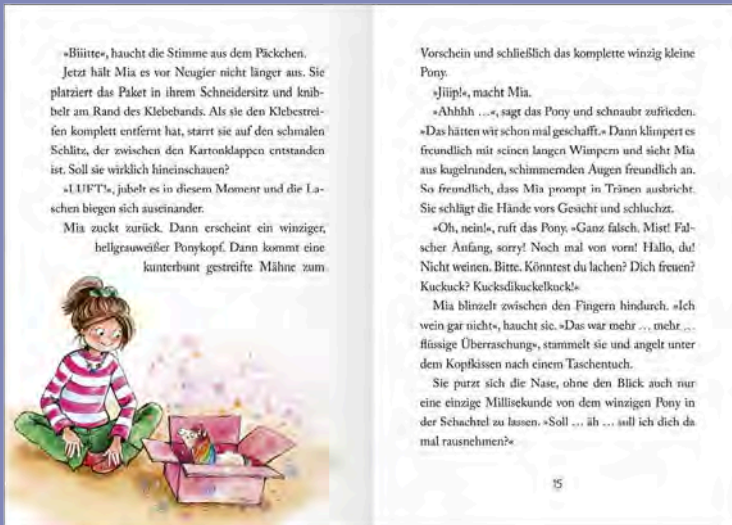 »Biiitte«, haucht die Stimme aus dem Päckchen.
Jetzt hält Mia es vor Neugier nicht länger aus. Sie
platziert das Paket in ihrem Schneidersitz und knib-
belt am Rand des Klebebands. Als sie den Klebestrei-
fen komplett entfernt hat, starrt sie auf den schmalen
Schlitz, der zwischen den Kartonklappen entstanden
ist. Soll sie wirklich hineinschauen?
»LUFT!«, jubelt es in diesem Moment und die La-
schen biegen sich auseinander.
Mia zuckt zurück. Dann erscheint ein winziger,
hellgrauweißer Ponykopf. Dann kommt eine
kunterbunt gestreifte Mähne zum
Vorschein und schließlich das komplette winzig kleine
Pony.
»Jiiip!«, macht Mia.
»Ahhhh …«, sagt das Pony und schnaubt zufrieden.
»Das hätten wir schon mal geschafft.« Dann klimpert es
freundlich mit seinen langen Wimpern und sieht Mia
aus kugelrunden, schimmernden Augen freundlich an.
So freundlich, dass Mia prompt in Tränen ausbricht.
Sie schlägt die Hände vors Gesicht und schluchzt.
»Oh, nein!«, ruft das Pony. »Ganz falsch. Mist! Fal-
scher Anfang, sorry! Noch mal von vorn! Hallo, du!
Nicht weinen. Bitte. Könntest du lachen? Dich freuen?
Kuckuck? Kucksdikuckelkuck!«
Mia blinzelt zwischen den Fingern hindurch. »Ich
wein gar nicht«, haucht sie. »Das war mehr … mehr …
flüssige Überraschung«, stammelt sie und angelt unter
dem Kopfkissen nach einem Taschentuch.
Sie putzt sich die Nase, ohne den Blick auch nur
eine einzige Millisekunde von dem winzigen Pony in
der Schachtel zu lassen. »Soll … äh … soll ich dich da
mal rausnehmen?«
15